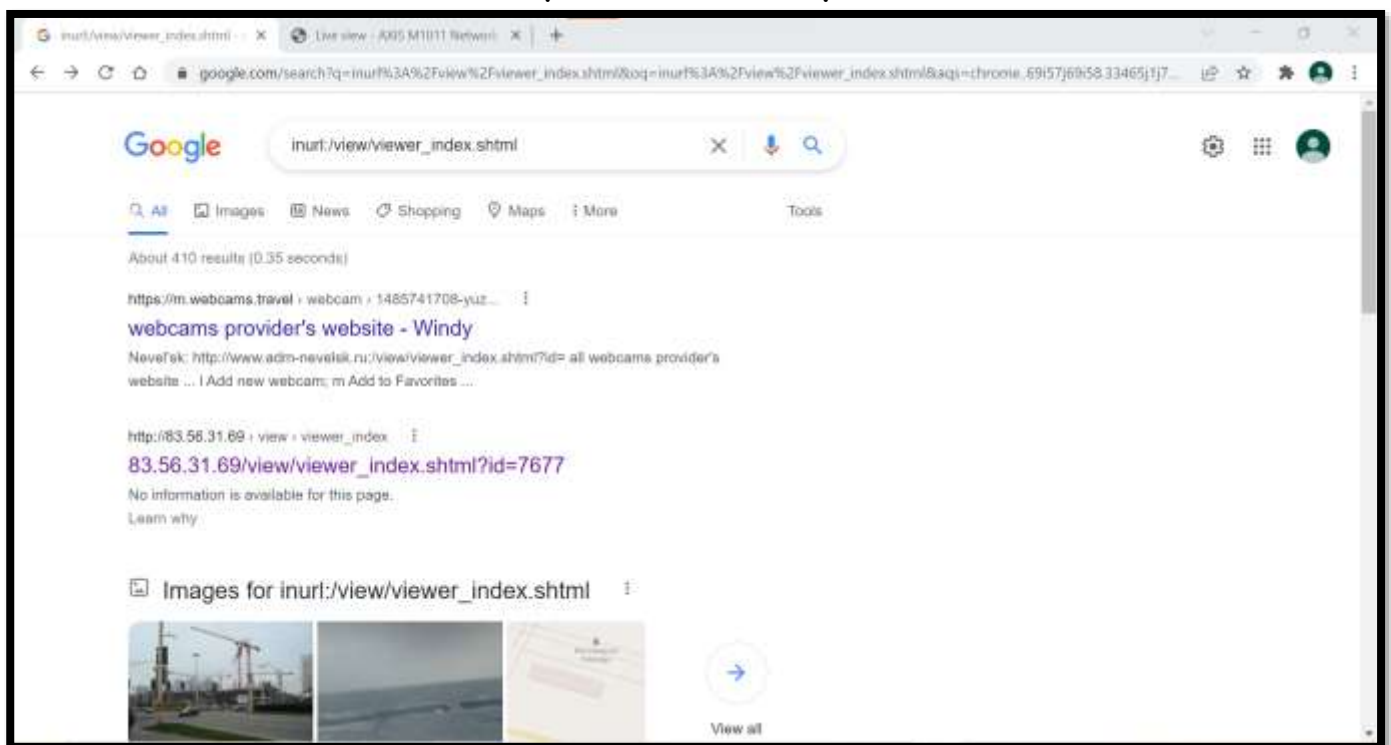 inurl:/view/viewer_index.shtml -
Live view - AXIS M1011 Network
google.com/search?q=inurl%3A%2Fview%2Fviewer_index.shtml&oq=inurl%3A%2Fview%2Fviewer_index.shtml&aqs=chrome..69i57j69i58.33465j1j7...
Google
inurl:/view/viewer_index.shtml
All Images News Shopping Maps More Tools
About 410 results (0.35 seconds)
https://m.webcams.travel › webcam › 1485741708-yuz...
webcams provider's website - Windy
Nevel'sk: http://www.adm-nevelsk.ru:/view/viewer_index.shtml?id= all webcams provider's
website ... l Add new webcam; m Add to Favorites ...
http://83.56.31.69 › view › viewer_index
83.56.31.69/view/viewer_index.shtml?id=7677
No information is available for this page.
Learn why
Images for inurl:/view/viewer_index.shtml
View all